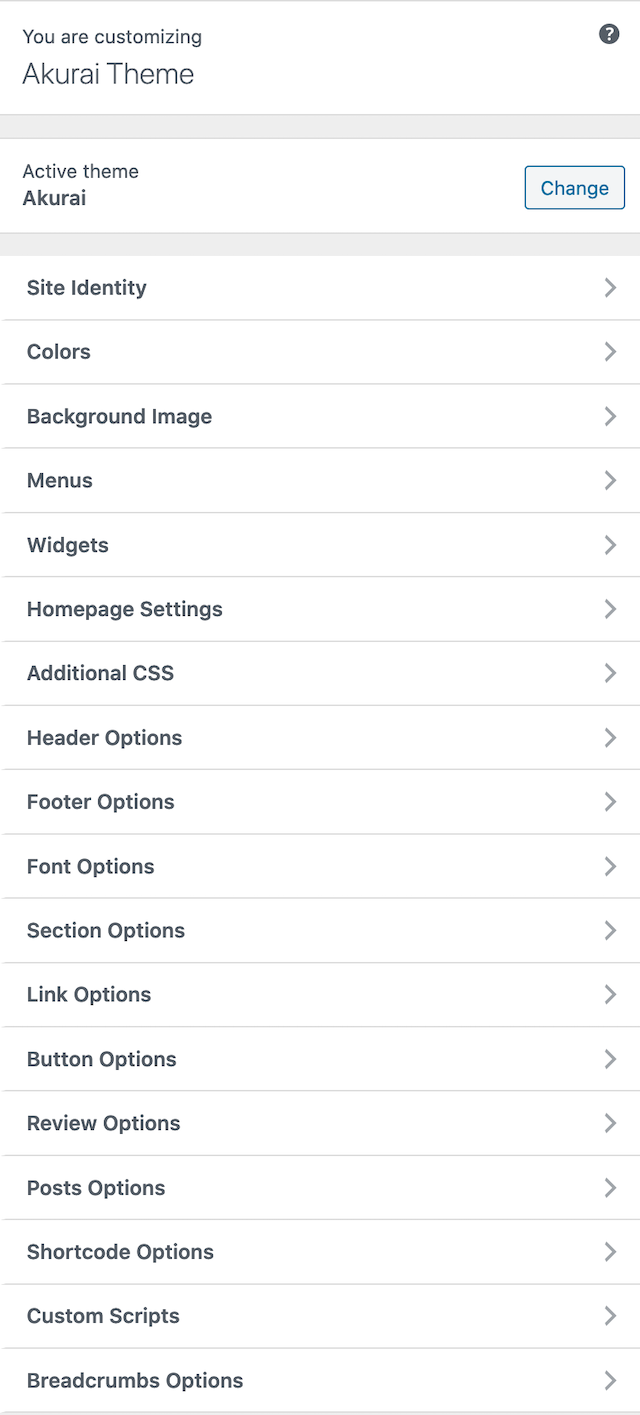 You are customizing
?
Akurai Theme
Active theme
Akurai
Change
Site Identity
Colors
Background Image
Menus
Widgets
Homepage Settings
Additional CSS
Header Options
Footer Options
Font Options
Section Options
Link Options
Button Options
Review Options
Posts Options
Shortcode Options
Custom Scripts
Breadcrumbs Options